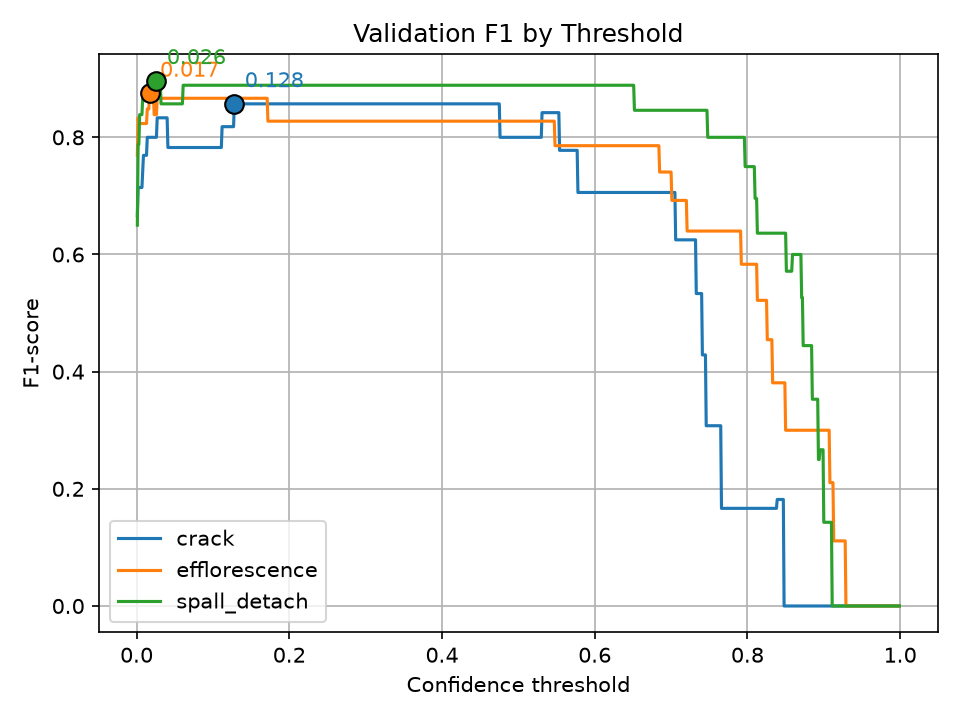 Validation F1 by Threshold
0.026
0.017
0.128
F1-score
0.8
0.6
0.4
0.2
0.0
crack
efflorescence
spall_detach
0.0 0.2 0.4 0.6 0.8 1.0
Confidence threshold